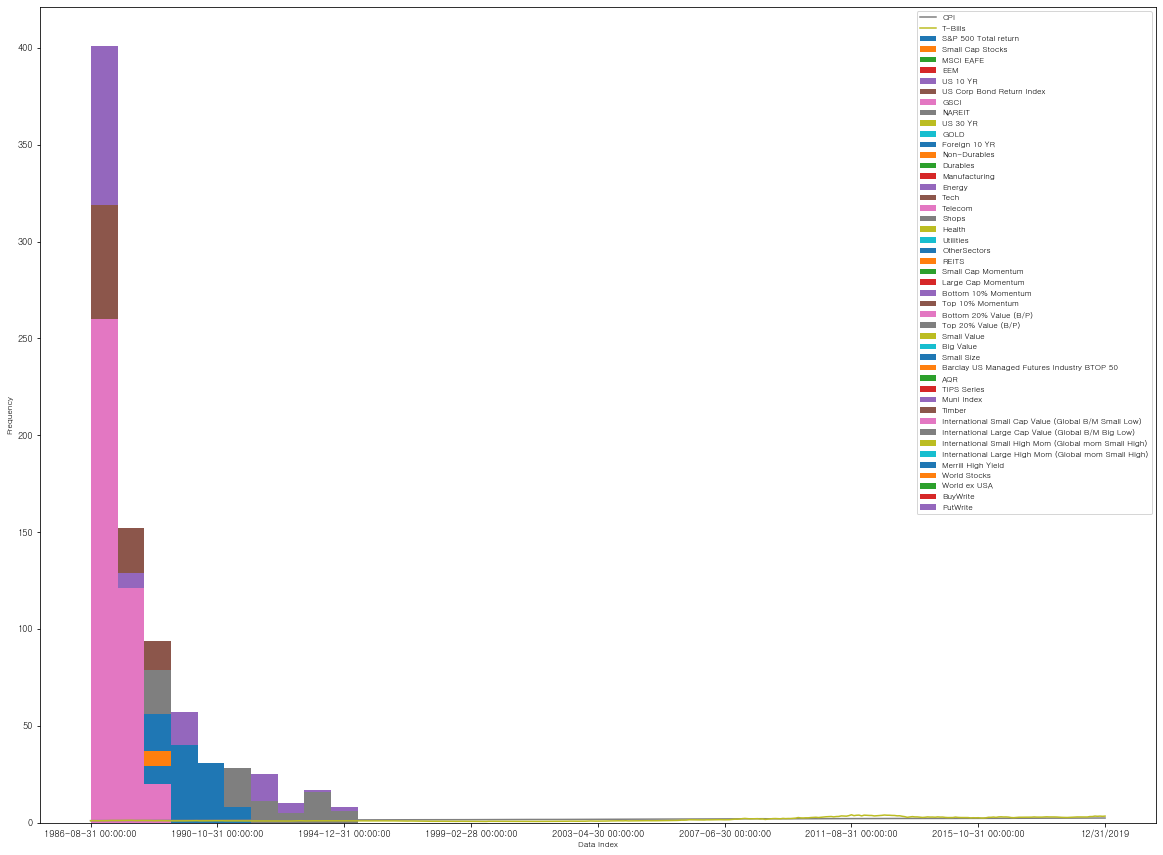 CPI
T-Bills
S&P 500 Total return
Small Cap Stocks
MSCI EAFE
EEM
US 10 YR
US Corp Bond Return Index
GSCI
NAREIT
US 30 YR
GOLD
Foreign 10 YR
Non-Durables
Durables
Manufacturing
Energy
Tech
Telecom
Shops
Health
Utilities
OtherSectors
REITS
Small Cap Momentum
Large Cap Momentum
Bottom 10% Momentum
Top 10% Momentum
Bottom 20% Value (B/P)
Top 20% Value (B/P)
Small Value
Big Value
Small Size
Barclay US Managed Futures Industry BTOP 50
AQR
TIPS Series
Muni index
Timber
International Small Cap Value (Global B/M Small Low)
International Large Cap Value (Global B/M Big Low)
International Small High Mom (Global mom Small High)
International Large High Mom (Global mom Small High)
Merrill High Yield
World Stocks
World ex USA
BuyWrite
PutWrite
400
350
300
250
200
150
100
50
0
Frequency
1986-08-31 00:00:00 1990-10-31 00:00:00 1994-12-31 00:00:00 1999-02-28 00:00:00 2003-04-30 00:00:00 2007-06-30 00:00:00 2011-08-31 00:00:00 2015-10-31 00:00:00 12/31/2019
Data Index